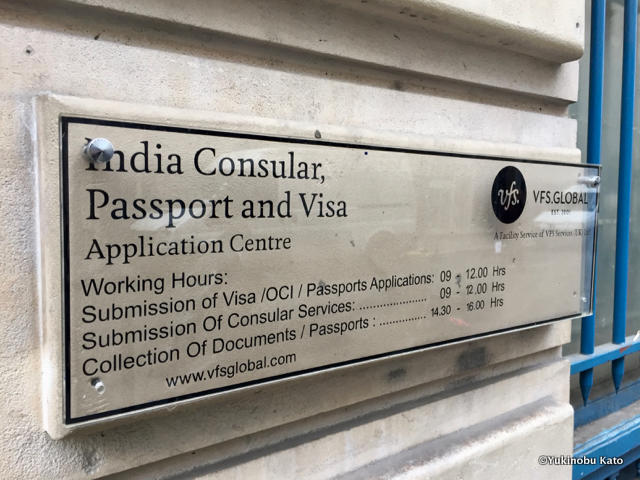 India Consular,
Passport and Visa
Application Centre
vfs.
VFS.GLOBAL
EST. 2001
A Facility Service of VFS Services (UK) Ltd
Working Hours:
Submission of Visa /OCI / Passports Applications: 09 - 12.00 Hrs
Submission Of Consular Services: .................... 09 - 12.00 Hrs
Collection Of Documents / Passports : .............. 14.30 - 16.00 Hrs
www.vfsglobal.com
©Yukinobu Kato